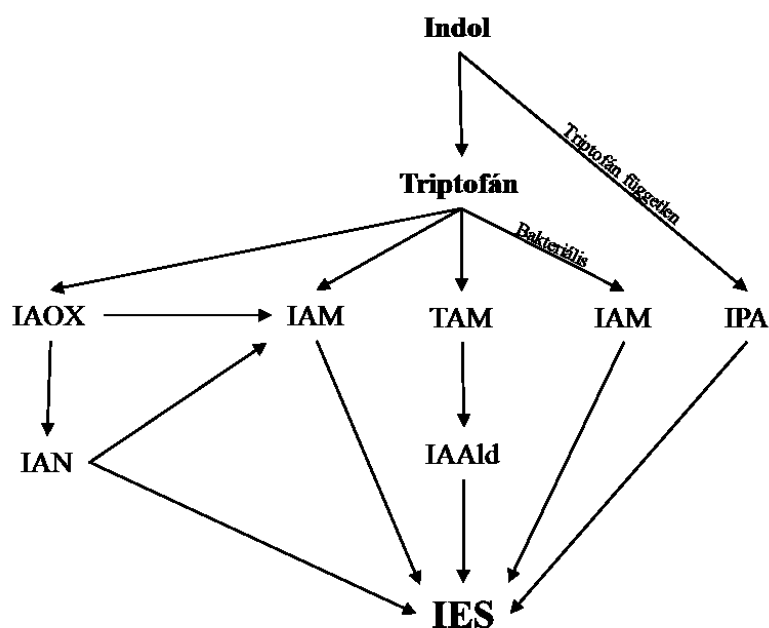 Indol
Triptofán független
Triptofán
Bakteriális
IAOX
IAM
TAM
IAM
IPA
IAN
IAAld
IES